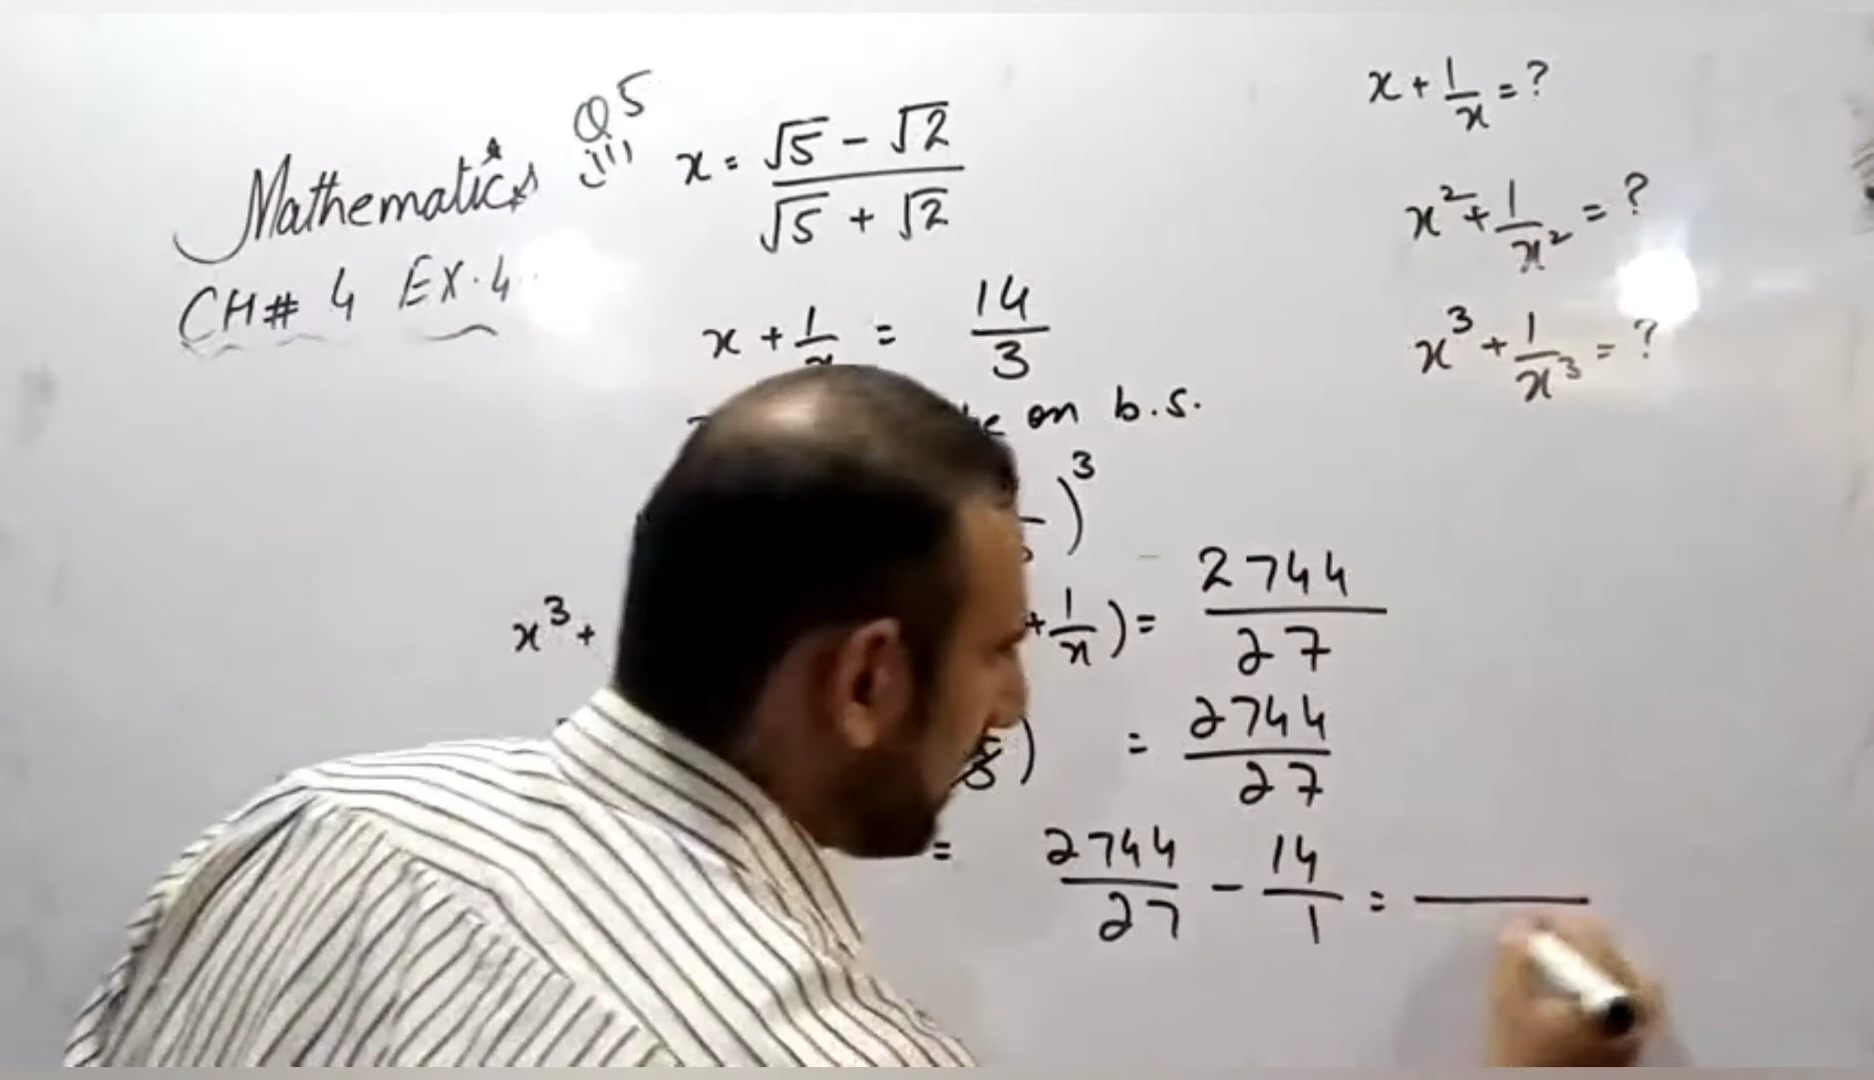 Mathematics
CH# 4 EX.4
Q5
iii
x = √5 - √2 / √5 + √2
x + 1/x = 14/3
on b.s.
)³
x³ +
+ 1/x) = 2744/27
3) = 2744/27
= 2744/27 - 14/1 =
x + 1/x = ?
x² + 1/x² = ?
x³ + 1/x³ = ?